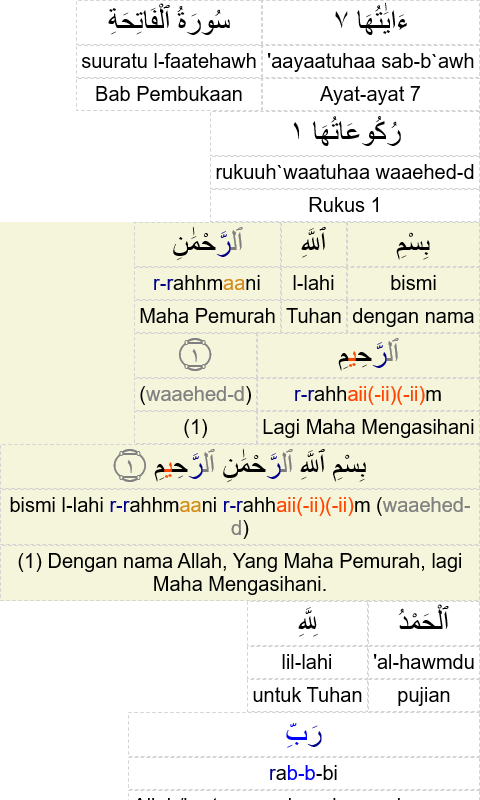 ءَايَٰتُهَا ٧ سُورَةُ ٱلْفَاتِحَةِ
'aayaatuhaa sab-b`awh suuratu l-faatehawh
Ayat-ayat 7 Bab Pembukaan
رُكُوعَاتُهَا ١
rukuuh`waatuhaa waaehed-d
Rukus 1
بِسْمِ ٱللَّهِ ٱلرَّحْمَٰنِ
bismi l-lahi r-rahhmaani
dengan nama Tuhan Maha Pemurah
ٱلرَّحِيمِ ١
r-rahhaii(-ii)(-ii)m (waaehed-d)
Lagi Maha Mengasihani (1)
بِسْمِ ٱللَّهِ ٱلرَّحْمَٰنِ ٱلرَّحِيمِ ١
bismi l-lahi r-rahhmaani r-rahhaii(-ii)(-ii)m (waaehed-
d)
(1) Dengan nama Allah, Yang Maha Pemurah, lagi
Maha Mengasihani.
ٱلْحَمْدُ لِلَّهِ
'al-hawmdu lil-lahi
pujian untuk Tuhan
رَبِّ
rab-b-bi